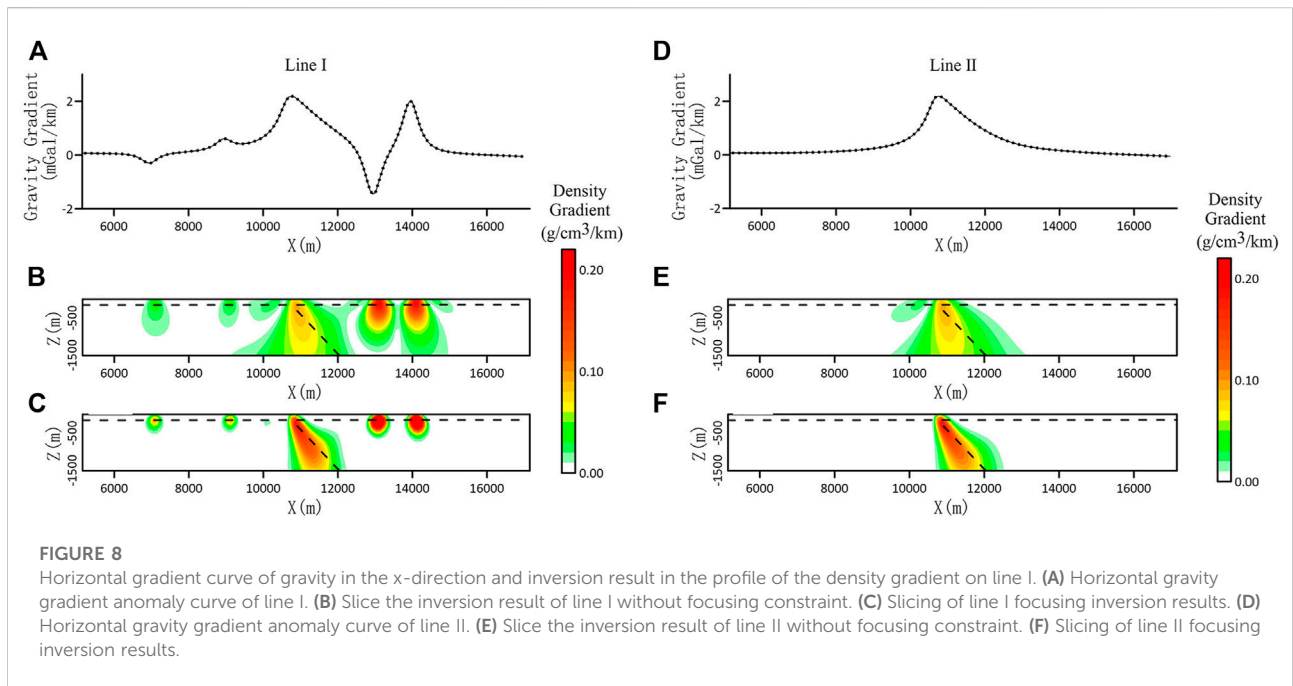 A
Line I
Gravity Gradient
(mGal/km)
2
0
-2
6000 8000 10000 12000 14000 16000
X(m)
Density
Gradient
(g/cm³/km)
0.20
0.10
0.00
B
Z(m)
-500
-1500
6000 8000 10000 12000 14000 16000
X(m)
C
Z(m)
-500
-1500
6000 8000 10000 12000 14000 16000
X(m)
D
Line II
Gravity Gradient
(mGal/km)
2
0
-2
6000 8000 10000 12000 14000 16000
X(m)
Density
Gradient
(g/cm³/km)
0.20
0.10
0.00
E
Z(m)
-500
-1500
6000 8000 10000 12000 14000 16000
X(m)
F
Z(m)
-500
-1500
6000 8000 10000 12000 14000 16000
X(m)
FIGURE 8
Horizontal gradient curve of gravity in the x-direction and inversion result in the profile of the density gradient on line I. (A) Horizontal gravity
gradient anomaly curve of line I. (B) Slice the inversion result of line I without focusing constraint. (C) Slicing of line I focusing inversion results. (D)
Horizontal gravity gradient anomaly curve of line II. (E) Slice the inversion result of line II without focusing constraint. (F) Slicing of line II focusing
inversion results.